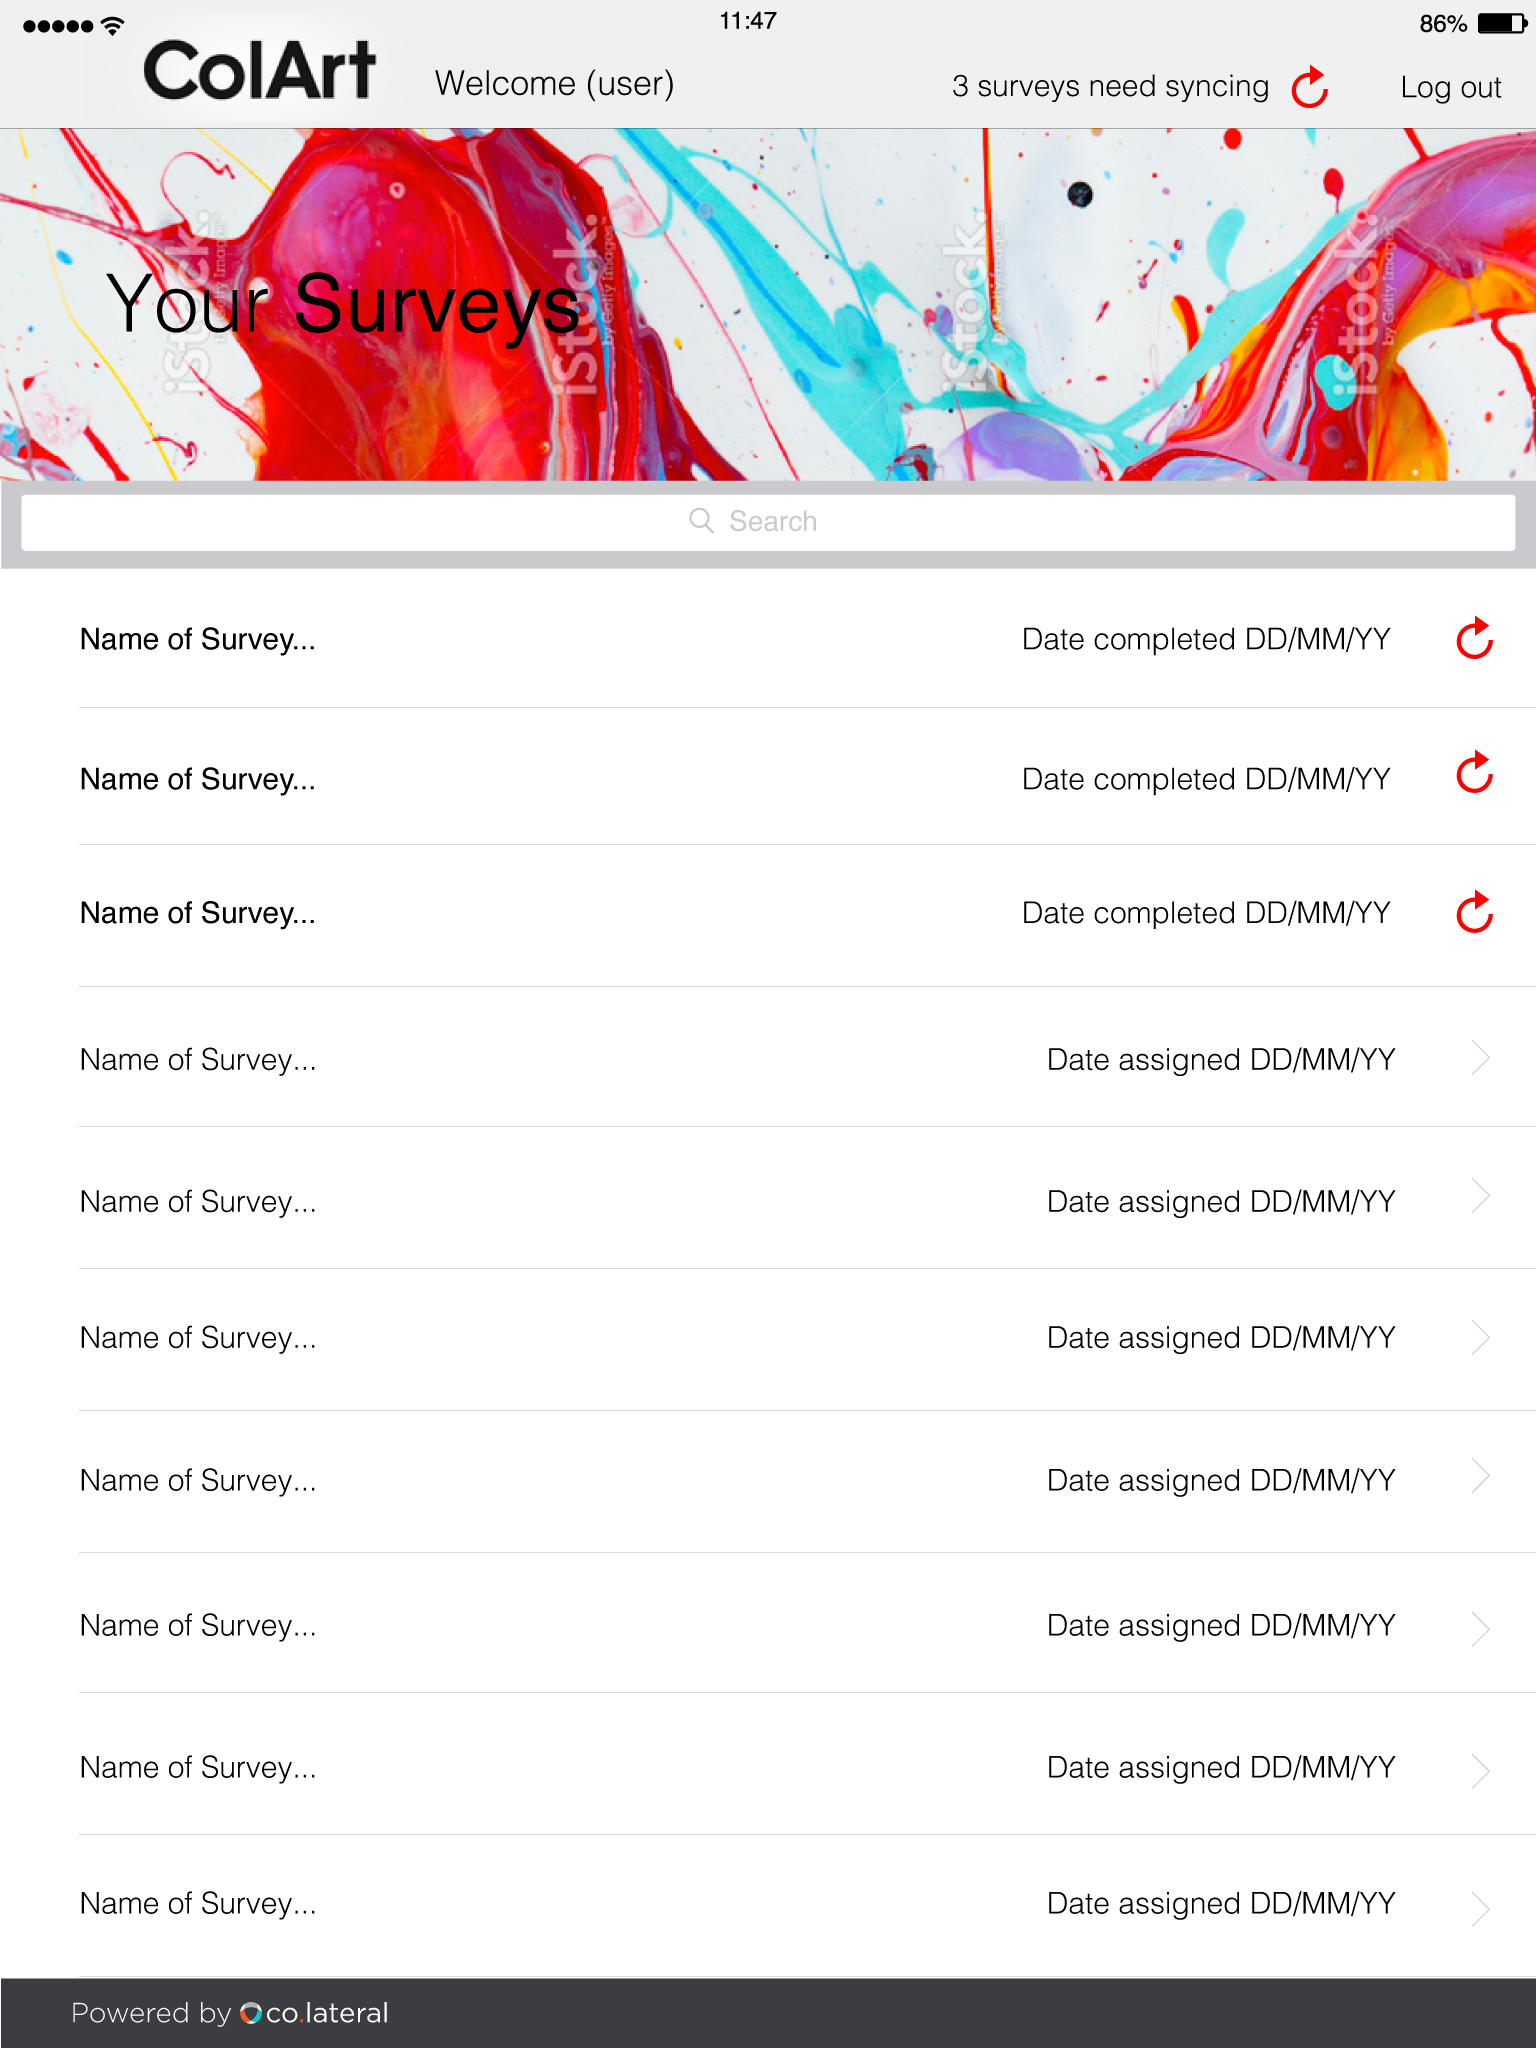 11:47
86%
ColArt
Welcome (user)
3 surveys need syncing
Log out
Your Surveys
iStock.
by Getty Images
iStock.
by Getty Images
iStock.
by Getty Images
iStock.
by Getty Images
Search
Name of Survey... Date completed DD/MM/YY
Name of Survey... Date completed DD/MM/YY
Name of Survey... Date completed DD/MM/YY
Name of Survey... Date assigned DD/MM/YY
Name of Survey... Date assigned DD/MM/YY
Name of Survey... Date assigned DD/MM/YY
Name of Survey... Date assigned DD/MM/YY
Name of Survey... Date assigned DD/MM/YY
Name of Survey... Date assigned DD/MM/YY
Name of Survey... Date assigned DD/MM/YY
Powered by co.lateral